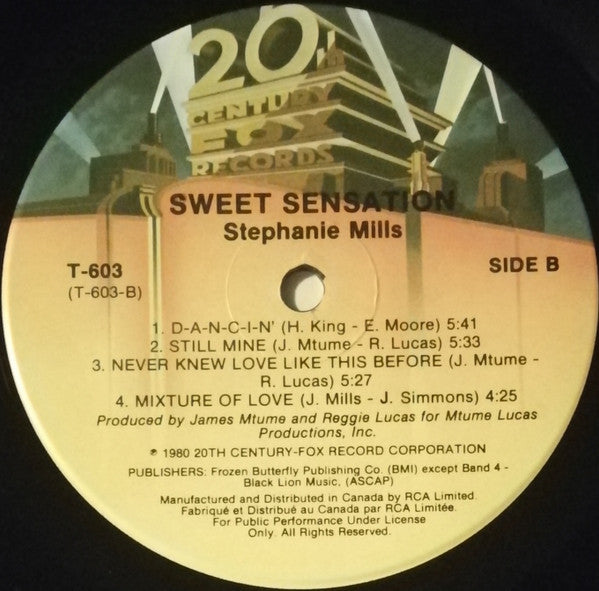 20th
CENTURY
FOX
RECORDS
SWEET SENSATION
Stephanie Mills
T-603
(T-603-B)
SIDE B
1. D-A-N-C-I-N' (H. King - E. Moore) 5:41
2. STILL MINE (J. Mtume - R. Lucas) 5:33
3. NEVER KNEW LOVE LIKE THIS BEFORE (J. Mtume -
R. Lucas) 5:27
4. MIXTURE OF LOVE (J. Mills - J. Simmons) 4:25
Produced by James Mtume and Reggie Lucas for Mtume Lucas
Productions, Inc.
℗ 1980 20TH CENTURY-FOX RECORD CORPORATION
PUBLISHERS: Frozen Butterfly Publishing Co. (BMI) except Band 4 -
Black Lion Music, (ASCAP)
Manufactured and Distributed in Canada by RCA Limited.
Fabriqué et Distribué au Canada par RCA Limitée.
For Public Performance Under License
Only. All Rights Reserved.